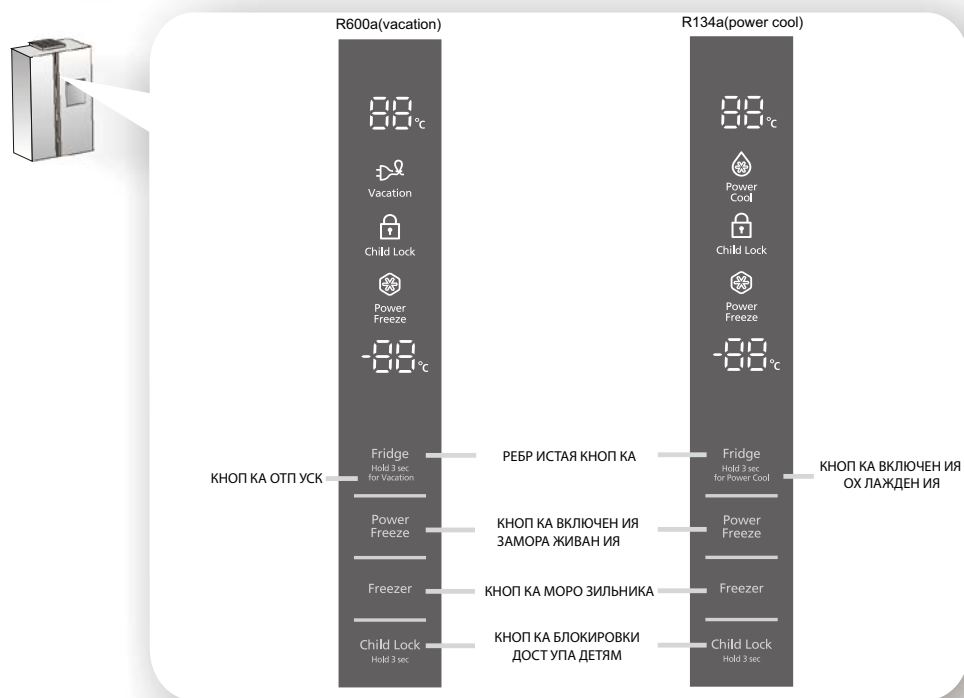 R600a(vacation)
88°c
Vacation
Child Lock
Power
Freeze
-88°c
Fridge
Hold 3 sec
for Vacation
Power
Freeze
Freezer
Child Lock
Hold 3 sec
КНОП КА ОТП УСК
РЕБР ИСТАЯ КНОП КА
КНОП КА ВКЛЮЧЕН ИЯ
ЗАМОРА ЖИВАН ИЯ
КНОП КА МОРО ЗИЛЬНИКА
КНОП КА БЛОКИРОВКИ
ДОСТ УПА ДЕТЯМ
R134a(power cool)
88°c
Power
Cool
Child Lock
Power
Freeze
-88°c
Fridge
Hold 3 sec
for Power Cool
Power
Freeze
Freezer
Child Lock
Hold 3 sec
КНОП КА ВКЛЮЧЕН ИЯ
ОХ ЛАЖДЕН ИЯ